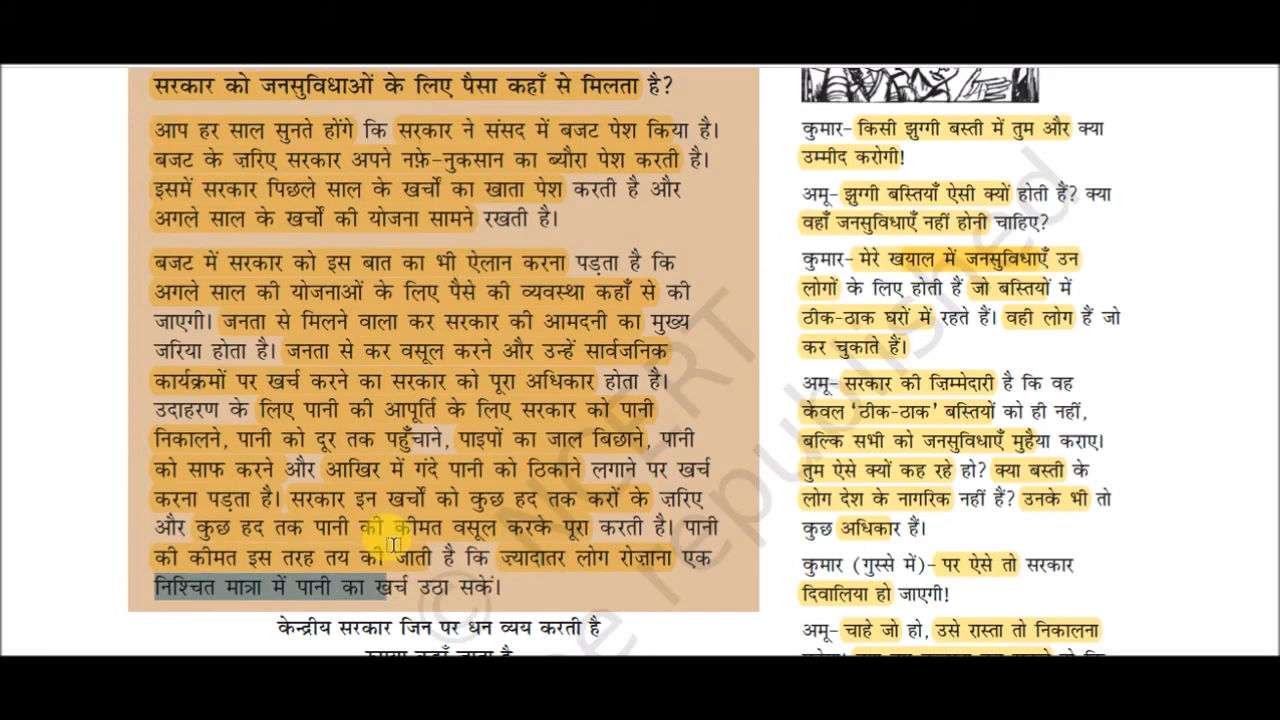 सरकार को जनसुविधाओं के लिए पैसा कहाँ से मिलता है?
आप हर साल सुनते होंगे कि सरकार ने संसद में बजट पेश किया है।
बजट के ज़रिए सरकार अपने नफ़े-नुकसान का ब्यौरा पेश करती है।
इसमें सरकार पिछले साल के खर्चों का खाता पेश करती है और
अगले साल के खर्चों की योजना सामने रखती है।
बजट में सरकार को इस बात का भी ऐलान करना पड़ता है कि
अगले साल की योजनाओं के लिए पैसे की व्यवस्था कहाँ से की
जाएगी। जनता से मिलने वाला कर सरकार की आमदनी का मुख्य
जरिया होता है। जनता से कर वसूल करने और उन्हें सार्वजनिक
कार्यक्रमों पर खर्च करने का सरकार को पूरा अधिकार होता है।
उदाहरण के लिए पानी की आपूर्ति के लिए सरकार को पानी
निकालने, पानी को दूर तक पहुँचाने, पाइपों का जाल बिछाने, पानी
को साफ करने और आखिर में गंदे पानी को ठिकाने लगाने पर खर्च
करना पड़ता है। सरकार इन खर्चों को कुछ हद तक करों के ज़रिए
और कुछ हद तक पानी की कीमत वसूल करके पूरा करती है। पानी
की कीमत इस तरह तय की जाती है कि ज़्यादातर लोग रोज़ाना एक
निश्चित मात्रा में पानी का खर्च उठा सकें।
केन्द्रीय सरकार जिन पर धन व्यय करती है
कुमार– किसी झुग्गी बस्ती में तुम और क्या
उम्मीद करोगी!
अमू– झुग्गी बस्तियाँ ऐसी क्यों होती हैं? क्या
वहाँ जनसुविधाएँ नहीं होनी चाहिए?
कुमार– मेरे खयाल में जनसुविधाएँ उन
लोगों के लिए होती हैं जो बस्तियों में
ठीक-ठाक घरों में रहते हैं। वही लोग हैं जो
कर चुकाते हैं।
अमू– सरकार की ज़िम्मेदारी है कि वह
केवल ‘ठीक-ठाक’ बस्तियों को ही नहीं,
बल्कि सभी को जनसुविधाएँ मुहैया कराए।
तुम ऐसे क्यों कह रहे हो? क्या बस्ती के
लोग देश के नागरिक नहीं हैं? उनके भी तो
कुछ अधिकार हैं।
कुमार (गुस्से में)– पर ऐसे तो सरकार
दिवालिया हो जाएगी!
अमू– चाहे जो हो, उसे रास्ता तो निकालना
© NCERT
be republished